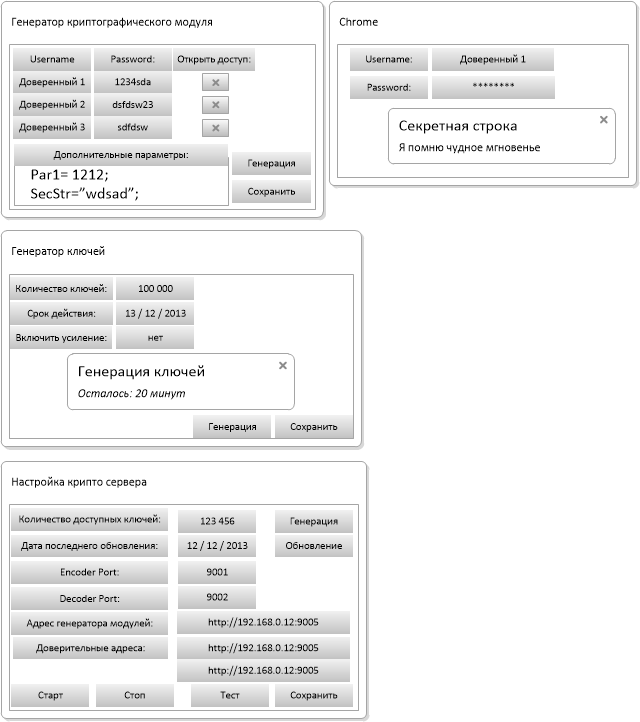 Генератор криптографического модуля
Username Password: Открыть доступ:
Доверенный 1 1234sda
Доверенный 2 dsfdsw23
Доверенный 3 sdfdsw
Дополнительные параметры:
Par1= 1212;
SecStr=”wdsad”;
Генерация
Сохранить
Chrome
Username: Доверенный 1
Password: ********
Секретная строка
Я помню чудное мгновенье
Генератор ключей
Количество ключей: 100 000
Срок действия: 13 / 12 / 2013
Включить усиление: нет
Генерация ключей
Осталось: 20 минут
Генерация Сохранить
Настройка крипто сервера
Количество доступных ключей: 123 456 Генерация
Дата последнего обновления: 12 / 12 / 2013 Обновление
Encoder Port: 9001
Decoder Port: 9002
Адрес генератора модулей: http://192.168.0.12:9005
Доверительные адреса: http://192.168.0.12:9005
http://192.168.0.12:9005
Старт Стоп Тест Сохранить